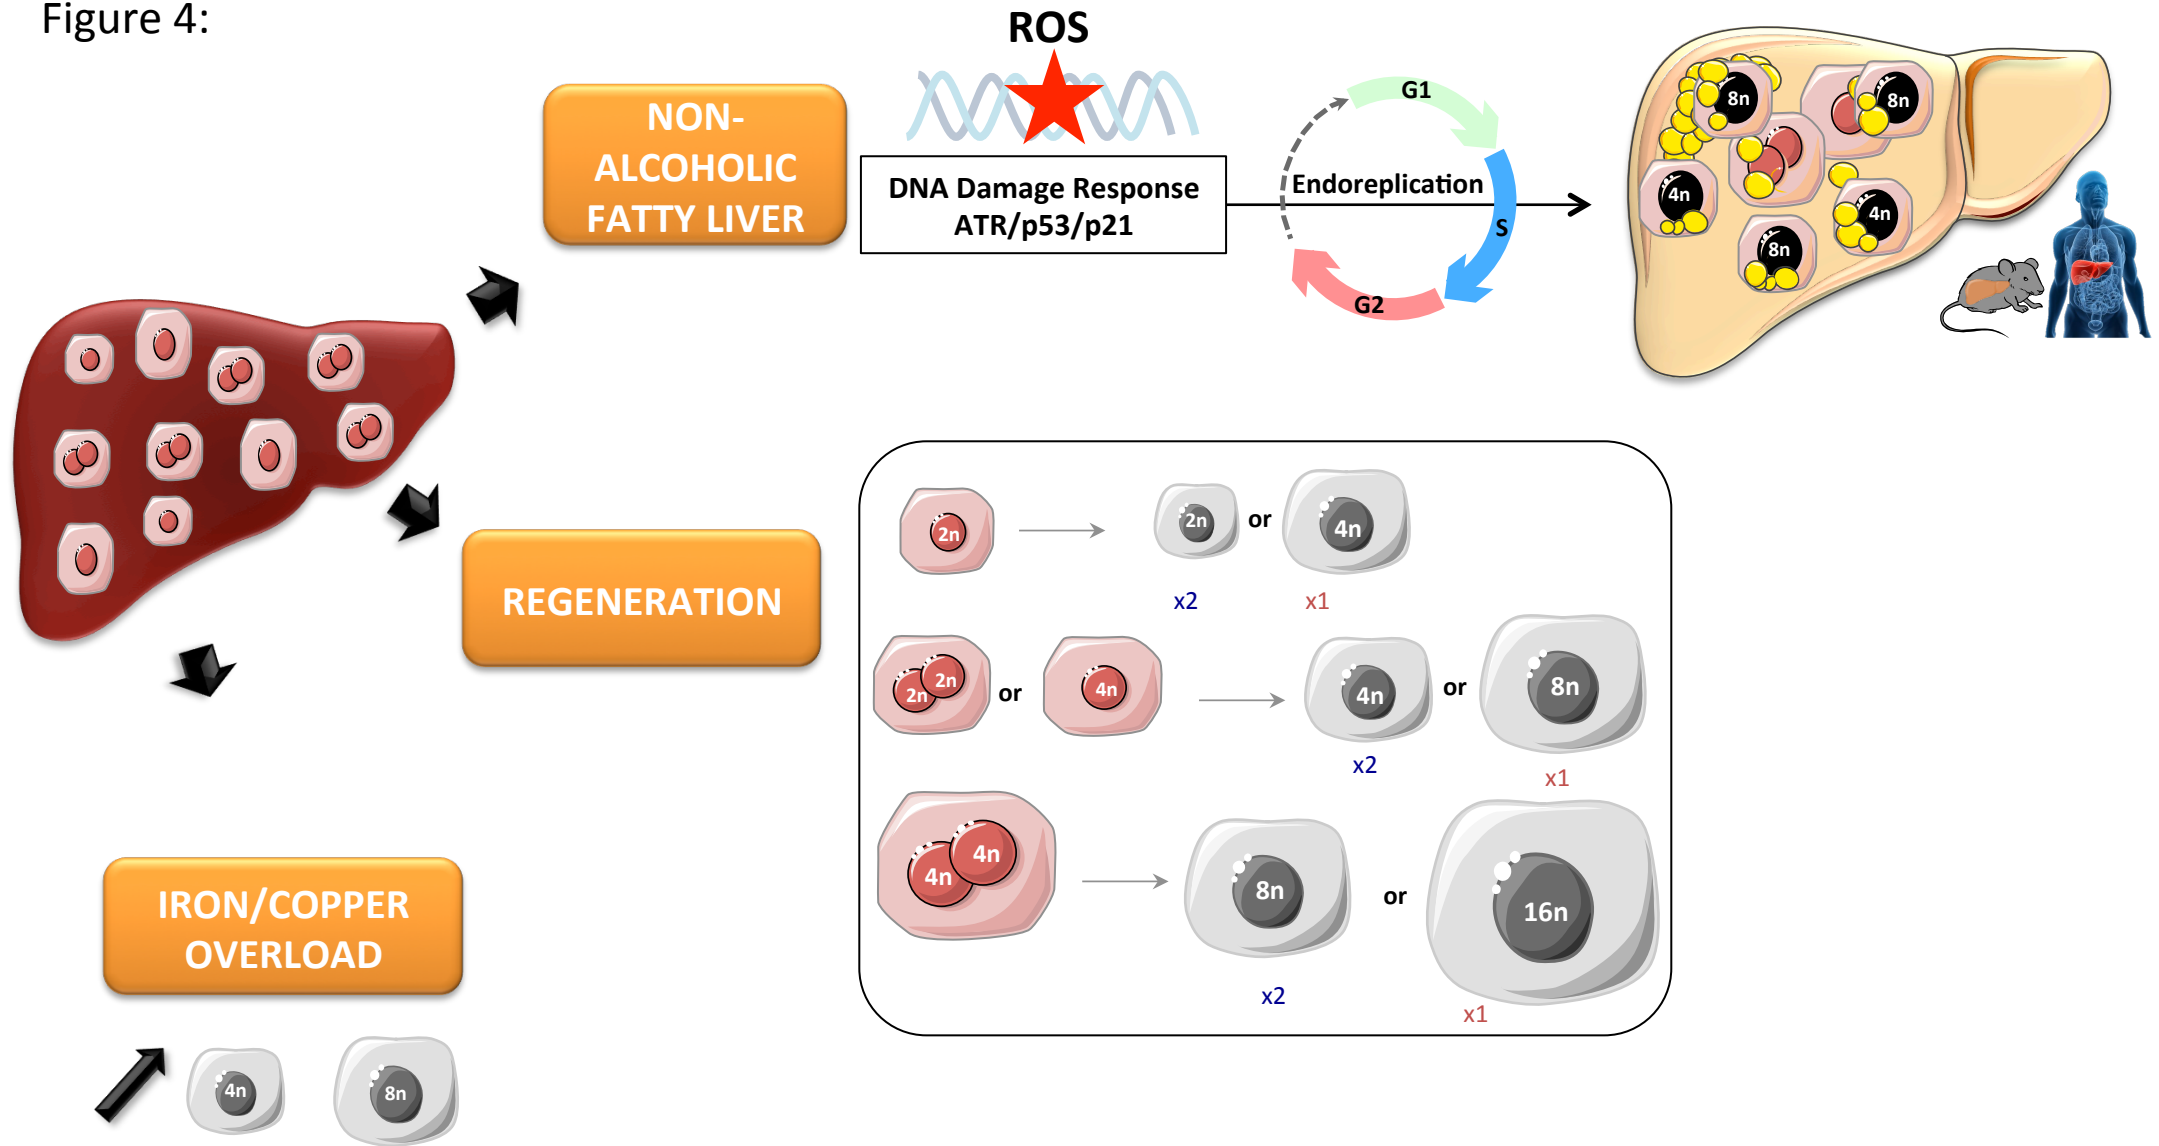 Figure 4:
ROS
NON-
ALCOHOLIC
FATTY LIVER
DNA Damage Response
ATR/p53/p21
G1
Endoreplication
S
G2
8n
8n
4n
4n
8n
REGENERATION
2n
2n
or
4n
x2
x1
2n
2n
or
4n
4n
or
8n
x2
x1
4n
4n
8n
or
16n
x2
x1
IRON/COPPER
OVERLOAD
4n
8n